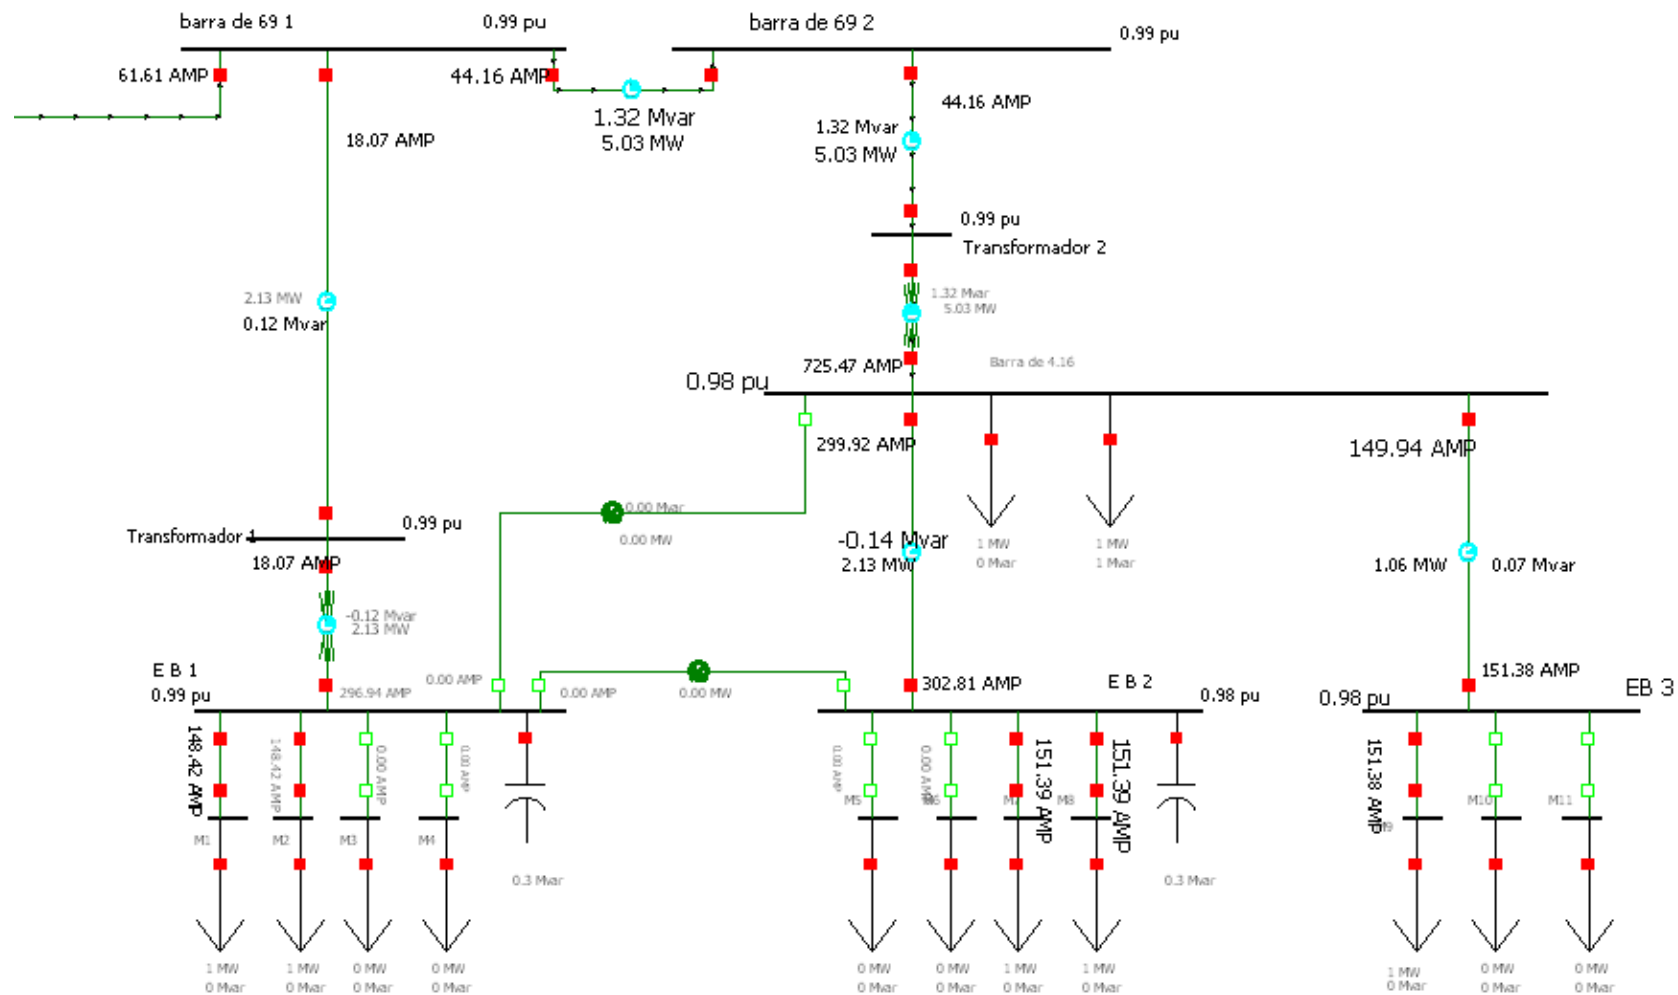 barra de 69 1
0.99 pu
barra de 69 2
0.99 pu
61.61 AMP
44.16 AMP
44.16 AMP
1.32 Mvar
5.03 MW
1.32 Mvar
5.03 MW
18.07 AMP
0.99 pu
Transformador 2
2.13 MW
0.12 Mvar
1.32 Mvar
5.03 MW
725.47 AMP
Barra de 4.16
0.98 pu
299.92 AMP
149.94 AMP
0.00 Mvar
0.00 MW
Transformador 1
0.99 pu
18.07 AMP
-0.14 Mvar
2.13 MW
1 MW
0 Mvar
1 MW
1 Mvar
1.06 MW
0.07 Mvar
-0.12 Mvar
2.13 MW
E B 1
0.99 pu
296.94 AMP
0.00 AMP
0.00 AMP
0.00 MW
302.81 AMP
E B 2
0.98 pu
151.38 AMP
0.98 pu
EB 3
148.42 AMP
148.42 AMP
0.00 AMP
0.00 AMP
0.00 AMP
0.00 AMP
151.39 AMP
151.39 AMP
151.38 AMP
M1
M2
M3
M4
M5
M6
M7
M8
M9
M10
M11
0.3 Mvar
0.3 Mvar
1 MW
0 Mvar
1 MW
0 Mvar
0 MW
0 Mvar
0 MW
0 Mvar
0 MW
0 Mvar
0 MW
0 Mvar
1 MW
0 Mvar
1 MW
0 Mvar
1 MW
0 Mvar
0 MW
0 Mvar
0 MW
0 Mvar